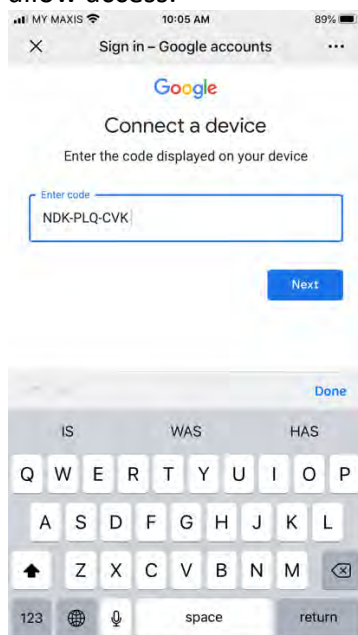 allow access.
MY MAXIS 10:05 AM 89%
Sign in – Google accounts
Google
Connect a device
Enter the code displayed on your device
Enter code
NDK-PLQ-CVK
Next
Done
IS WAS HAS
Q W E R T Y U I O P
A S D F G H J K L
Z X C V B N M
123 space return